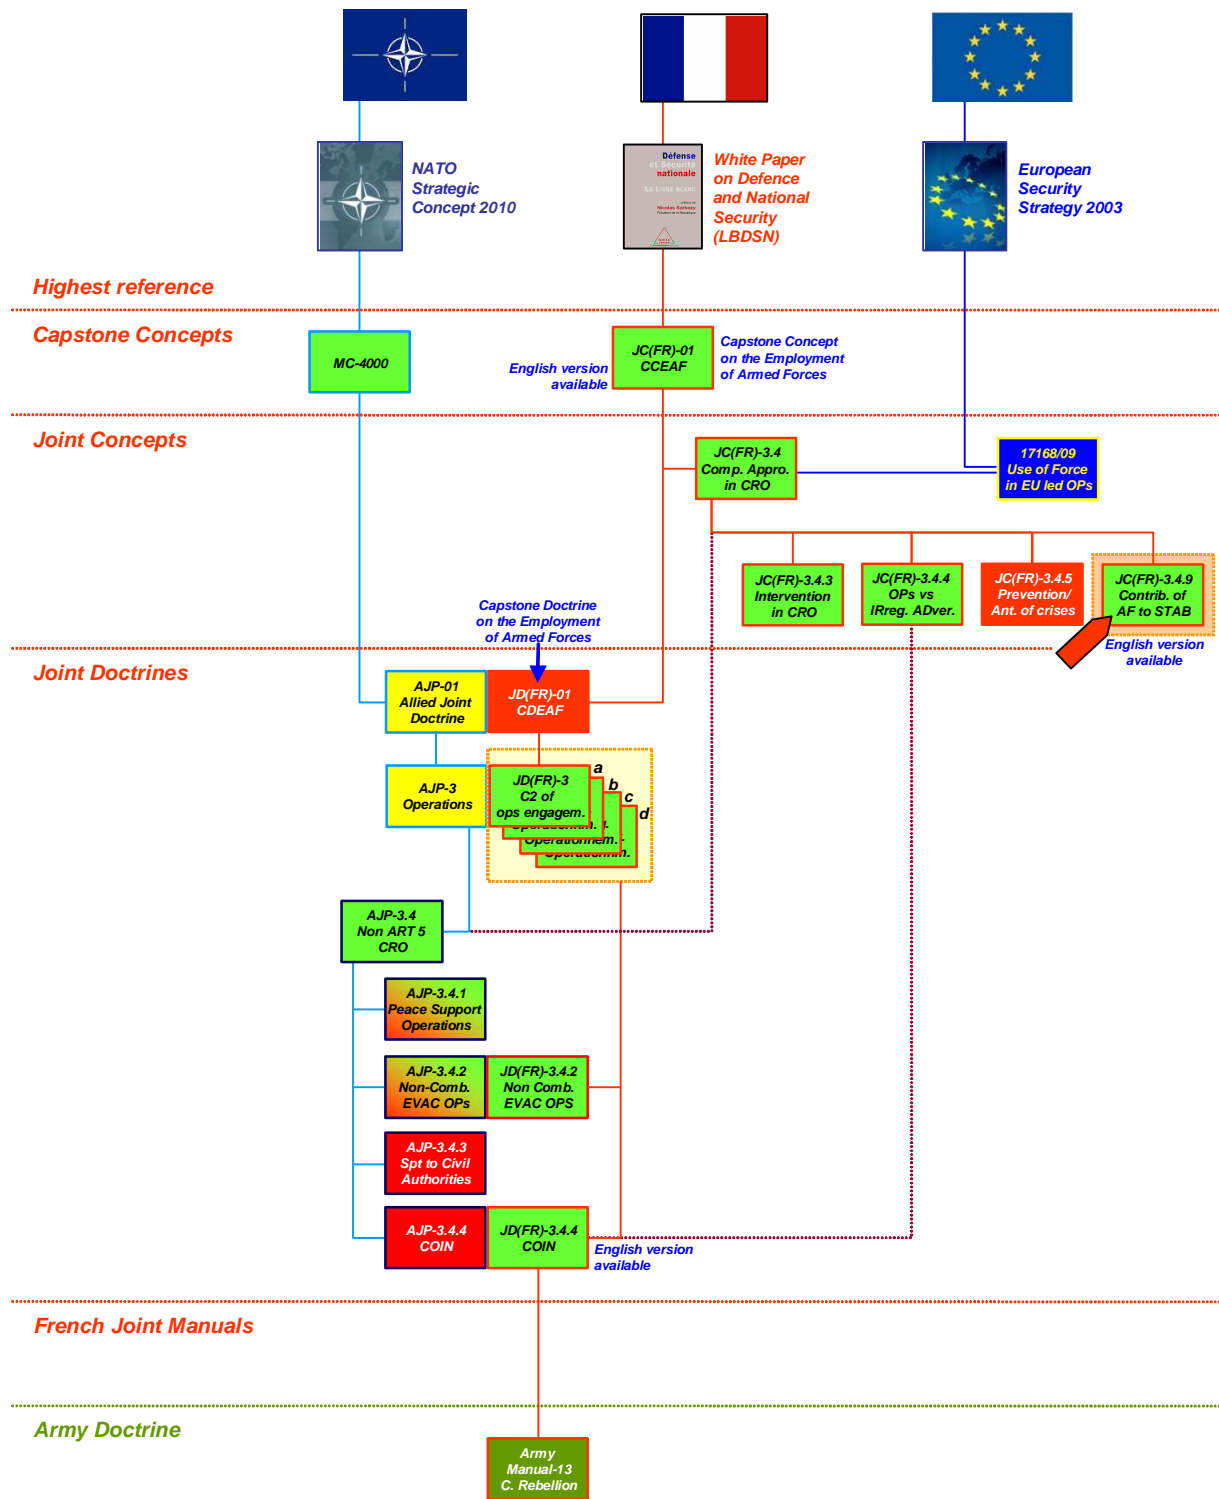 Défense
et Sécurité
nationale
LE LIVRE BLANC
préface de
Nicolas Sarkozy
Président de la République
NATO
Strategic
Concept 2010
White Paper
on Defence
and National
Security
(LBDSN)
European
Security
Strategy 2003
Highest reference
Capstone Concepts
MC-4000
English version
available
JC(FR)-01
CCEAF
Capstone Concept
on the Employment
of Armed Forces
Joint Concepts
JC(FR)-3.4
Comp. Appro.
in CRO
17168/09
Use of Force
in EU led OPs
JC(FR)-3.4.3
Intervention
in CRO
JC(FR)-3.4.4
OPs vs
IRreg. ADver.
JC(FR)-3.4.5
Prevention/
Ant. of crises
JC(FR)-3.4.9
Contrib. of
AF to STAB
English version
available
Capstone Doctrine
on the Employment
of Armed Forces
Joint Doctrines
AJP-01
Allied Joint
Doctrine
JD(FR)-01
CDEAF
AJP-3
Operations
JD(FR)-3
C2 of
ops engagem.
a
b
c
d
AJP-3.4
Non ART 5
CRO
AJP-3.4.1
Peace Support
Operations
AJP-3.4.2
Non-Comb.
EVAC OPs
JD(FR)-3.4.2
Non Comb.
EVAC OPS
AJP-3.4.3
Spt to Civil
Authorities
AJP-3.4.4
COIN
JD(FR)-3.4.4
COIN
English version
available
French Joint Manuals
Army Doctrine
Army
Manual-13
C. Rebellion